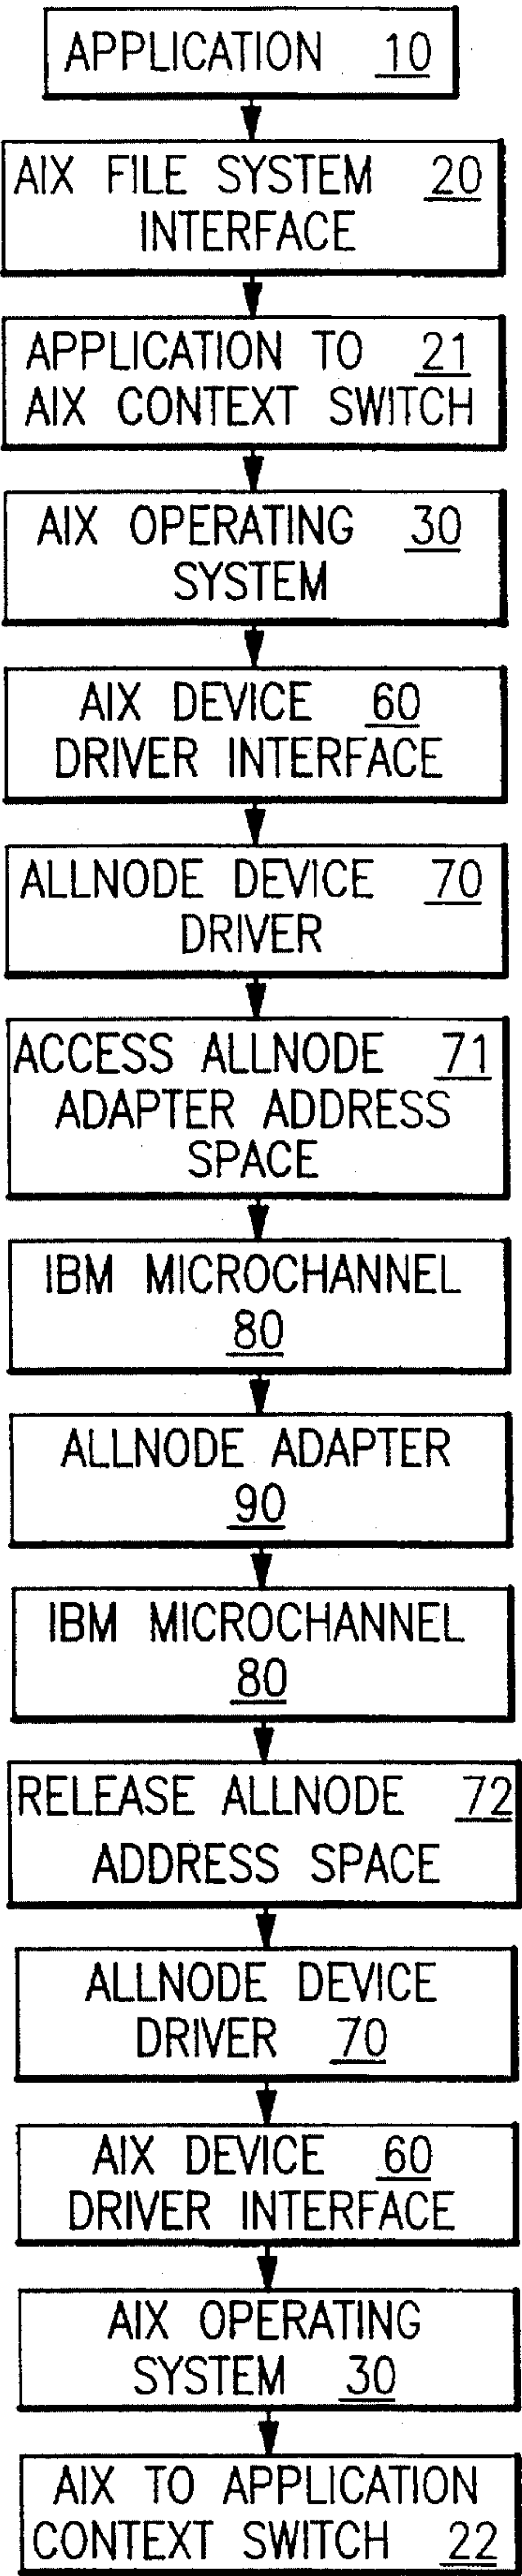 APPLICATION 10
AIX FILE SYSTEM 20
INTERFACE
APPLICATION TO 21
AIX CONTEXT SWITCH
AIX OPERATING 30
SYSTEM
AIX DEVICE 60
DRIVER INTERFACE
ALLNODE DEVICE 70
DRIVER
ACCESS ALLNODE 71
ADAPTER ADDRESS
SPACE
IBM MICROCHANNEL
80
ALLNODE ADAPTER
90
IBM MICROCHANNEL
80
RELEASE ALLNODE 72
ADDRESS SPACE
ALLNODE DEVICE
DRIVER 70
AIX DEVICE 60
DRIVER INTERFACE
AIX OPERATING
SYSTEM 30
AIX TO APPLICATION
CONTEXT SWITCH 22